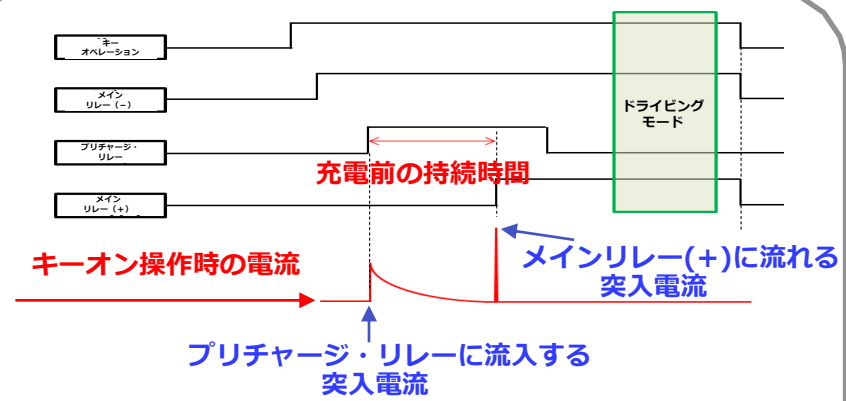 キー
オペレーション
メイン
リレー（−）
プリチャージ・
リレー
メイン
リレー（+）
ドライビング
モード
充電前の持続時間
キーオン操作時の電流
メインリレー(+)に流れる
突入電流
プリチャージ・リレーに流入する
突入電流